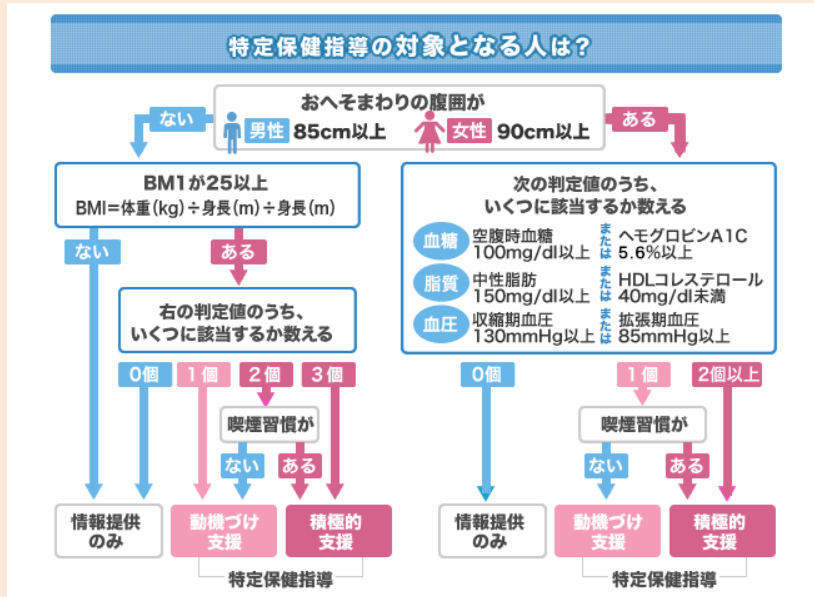 特定保健指導の対象となる人は？
おへそまわりの腹囲が
ない
男性 85cm以上 女性 90cm以上
ある
BM1が25以上
BMI=体重(kg)÷身長(m)÷身長(m)
ない
ある
右の判定値のうち、
いくつに該当するか数える
0個
1個
2個
3個
喫煙習慣が
ない
ある
情報提供
のみ
動機づけ
支援
積極的
支援
特定保健指導
次の判定値のうち、
いくつに該当するか数える
血糖 空腹時血糖 または ヘモグロビンA1C
100mg/dl以上 5.6%以上
脂質 中性脂肪 または HDLコレステロール
150mg/dl以上 40mg/dl未満
血圧 収縮期血圧 または 拡張期血圧
130mmHg以上 85mmHg以上
0個
1個
2個以上
喫煙習慣が
ない
ある
情報提供
のみ
動機づけ
支援
積極的
支援
特定保健指導